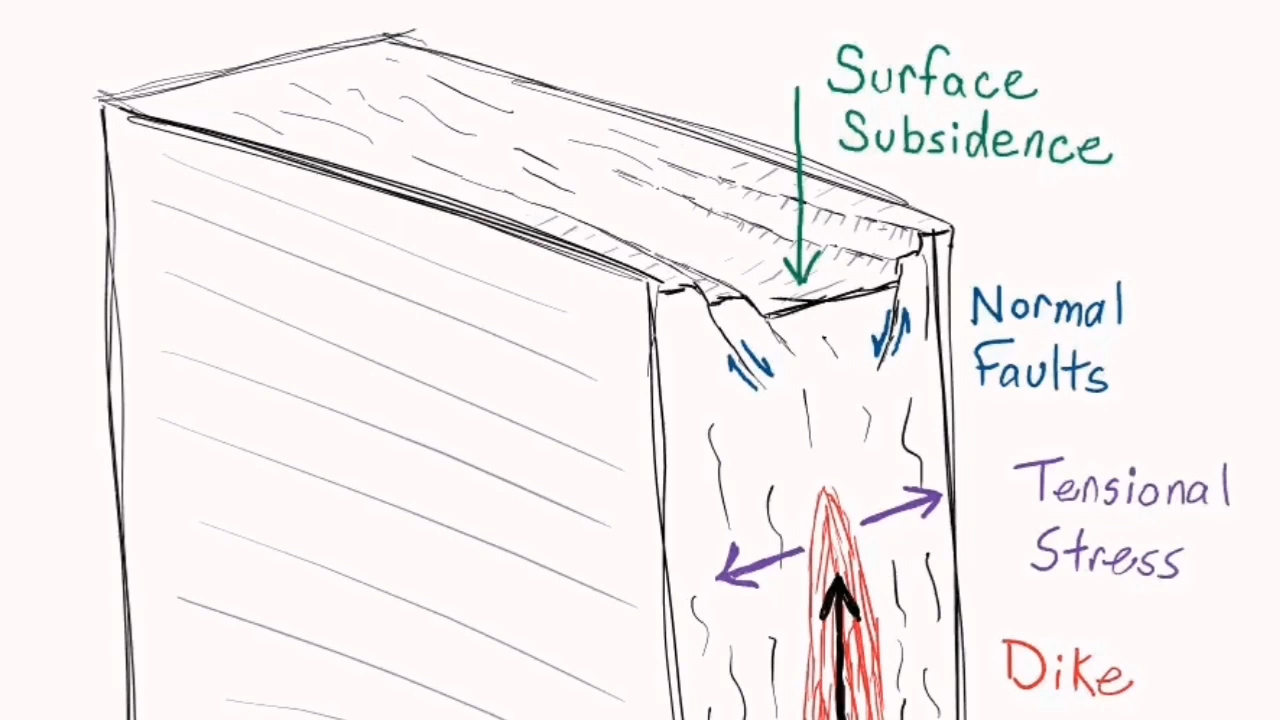 Surface
Subsidence
Normal
Faults
Tensional
Stress
Dike